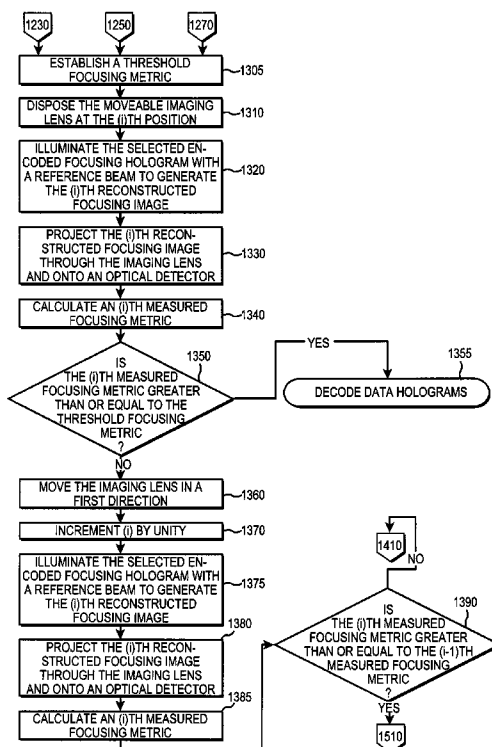 1230
1250
1270
ESTABLISH A THRESHOLD
FOCUSING METRIC
1305
DISPOSE THE MOVEABLE IMAGING
LENS AT THE (i)TH POSITION
1310
ILLUMINATE THE SELECTED EN-
CODED FOCUSING HOLOGRAM WITH
A REFERENCE BEAM TO GENERATE
THE (i)TH RECONSTRUCTED
FOCUSING IMAGE
1320
PROJECT THE (i)TH RECON-
STRUCTED FOCUSING IMAGE
THROUGH THE IMAGING LENS
AND ONTO AN OPTICAL DETECTOR
1330
CALCULATE AN (i)TH MEASURED
FOCUSING METRIC
1340
IS
THE (i)TH MEASURED
FOCUSING METRIC GREATER
THAN OR EQUAL TO THE
THRESHOLD FOCUSING
METRIC
?
1350
YES
1355
DECODE DATA HOLOGRAMS
NO
MOVE THE IMAGING LENS IN A
FIRST DIRECTION
1360
INCREMENT (i) BY UNITY
1370
ILLUMINATE THE SELECTED EN-
CODED FOCUSING HOLOGRAM WITH
A REFERENCE BEAM TO GENERATE
THE (i)TH RECONSTRUCTED
FOCUSING IMAGE
1375
1380
PROJECT THE (i)TH RECON-
STRUCTED FOCUSING IMAGE
THROUGH THE IMAGING LENS
AND ONTO AN OPTICAL DETECTOR
1385
CALCULATE AN (i)TH MEASURED
FOCUSING METRIC
1410
NO
1390
IS
THE (i)TH MEASURED
FOCUSING METRIC GREATER
THAN OR EQUAL TO THE (i-1)TH
MEASURED FOCUSING
METRIC
?
YES
1510